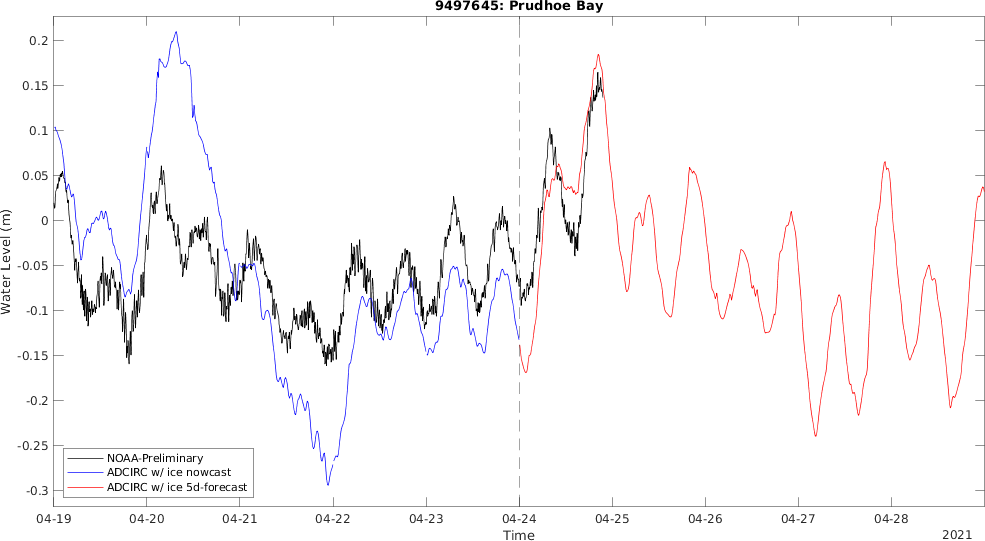 9497645: Prudhoe Bay
Water Level (m)
0.2
0.15
0.1
0.05
0
-0.05
-0.1
-0.15
-0.2
-0.25
-0.3
NOAA-Preliminary
ADCIRC w/ ice nowcast
ADCIRC w/ ice 5d-forecast
04-19 04-20 04-21 04-22 04-23 04-24 04-25 04-26 04-27 04-28
Time
2021